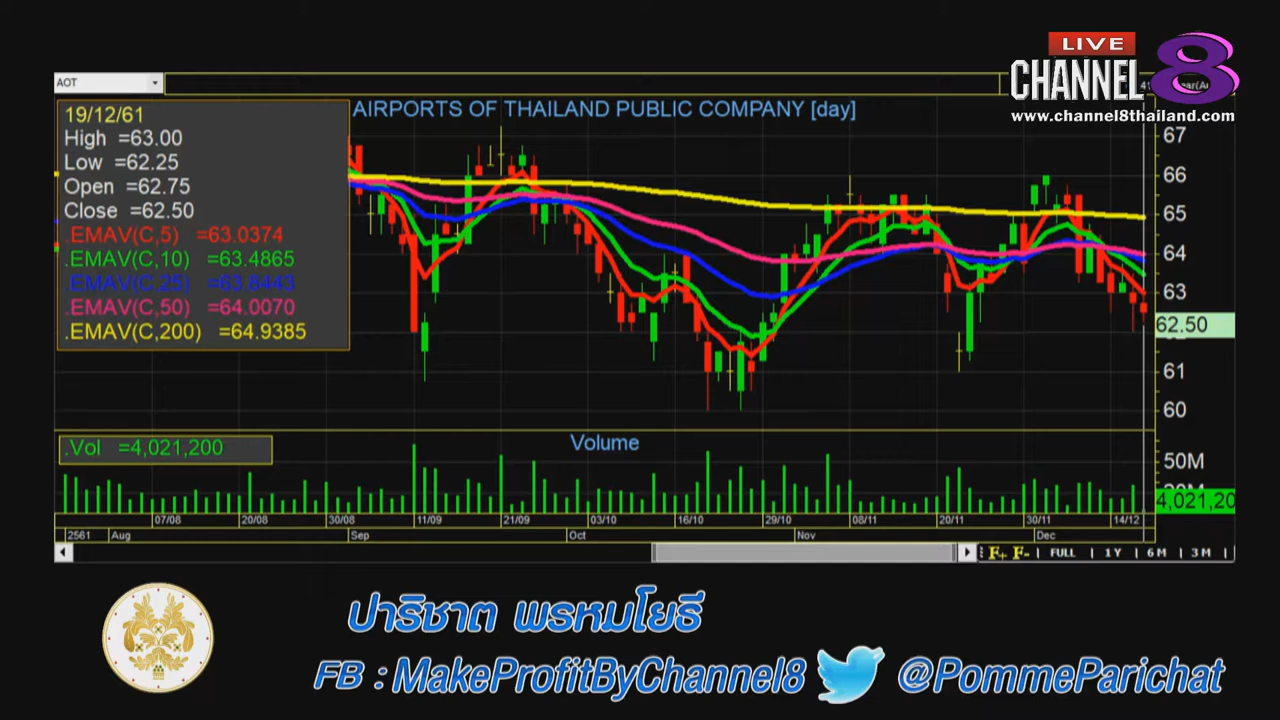 LIVE
CHANNEL 8
www.channel8thailand.com
AOT
AIRPORTS OF THAILAND PUBLIC COMPANY [day]
19/12/61
High =63.00
Low =62.25
Open =62.75
Close =62.50
.EMAV(C,5) =63.0374
.EMAV(C,10) =63.4865
.EMAV(C,25) =63.8443
.EMAV(C,50) =64.0070
.EMAV(C,200) =64.9385
67
66
65
64
63
62.50
61
60
.Vol =4,021,200
Volume
50M
4,021,20
07/08 20/08 30/08 11/09 21/09 03/10 16/10 29/10 08/11 20/11 30/11 14/12
2561 Aug Sep Oct Nov Dec
F+ F- | FULL | 1Y | 6M | 3M |
ปาริชาต พรหมโยธี
FB : MakeProfitByChannel8 @PommeParichat